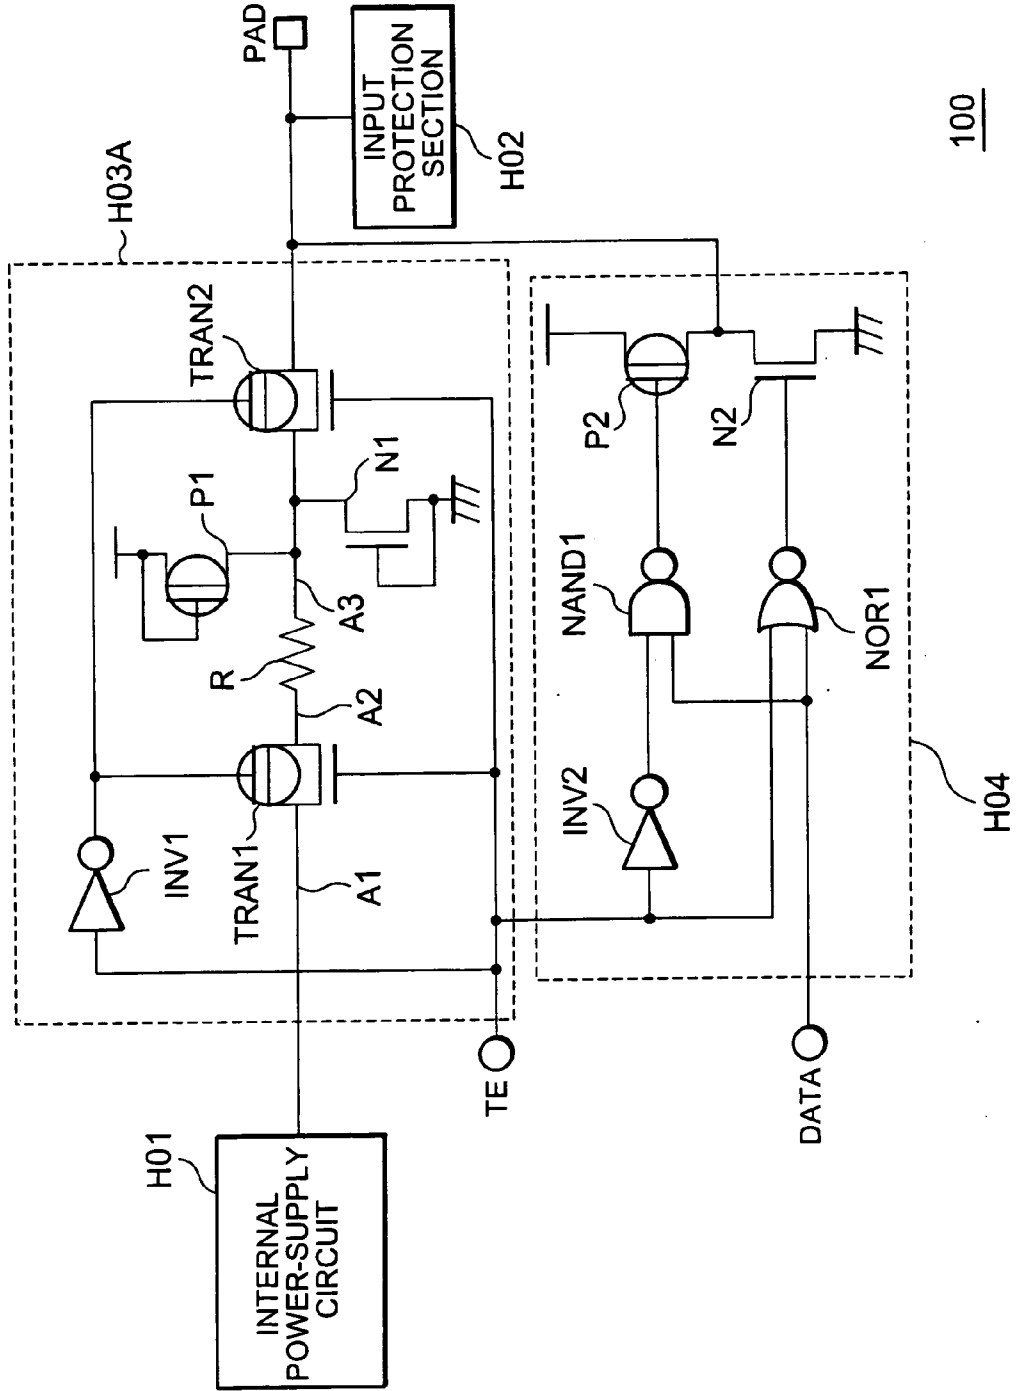 100
PAD
INPUT
PROTECTION
SECTION
H02
H03A
TRAN2
P1
N1
R
A3
A2
TRAN1
A1
INV1
TE
H01
INTERNAL
POWER-SUPPLY
CIRCUIT
P2
N2
NAND1
NOR1
INV2
H04
DATA